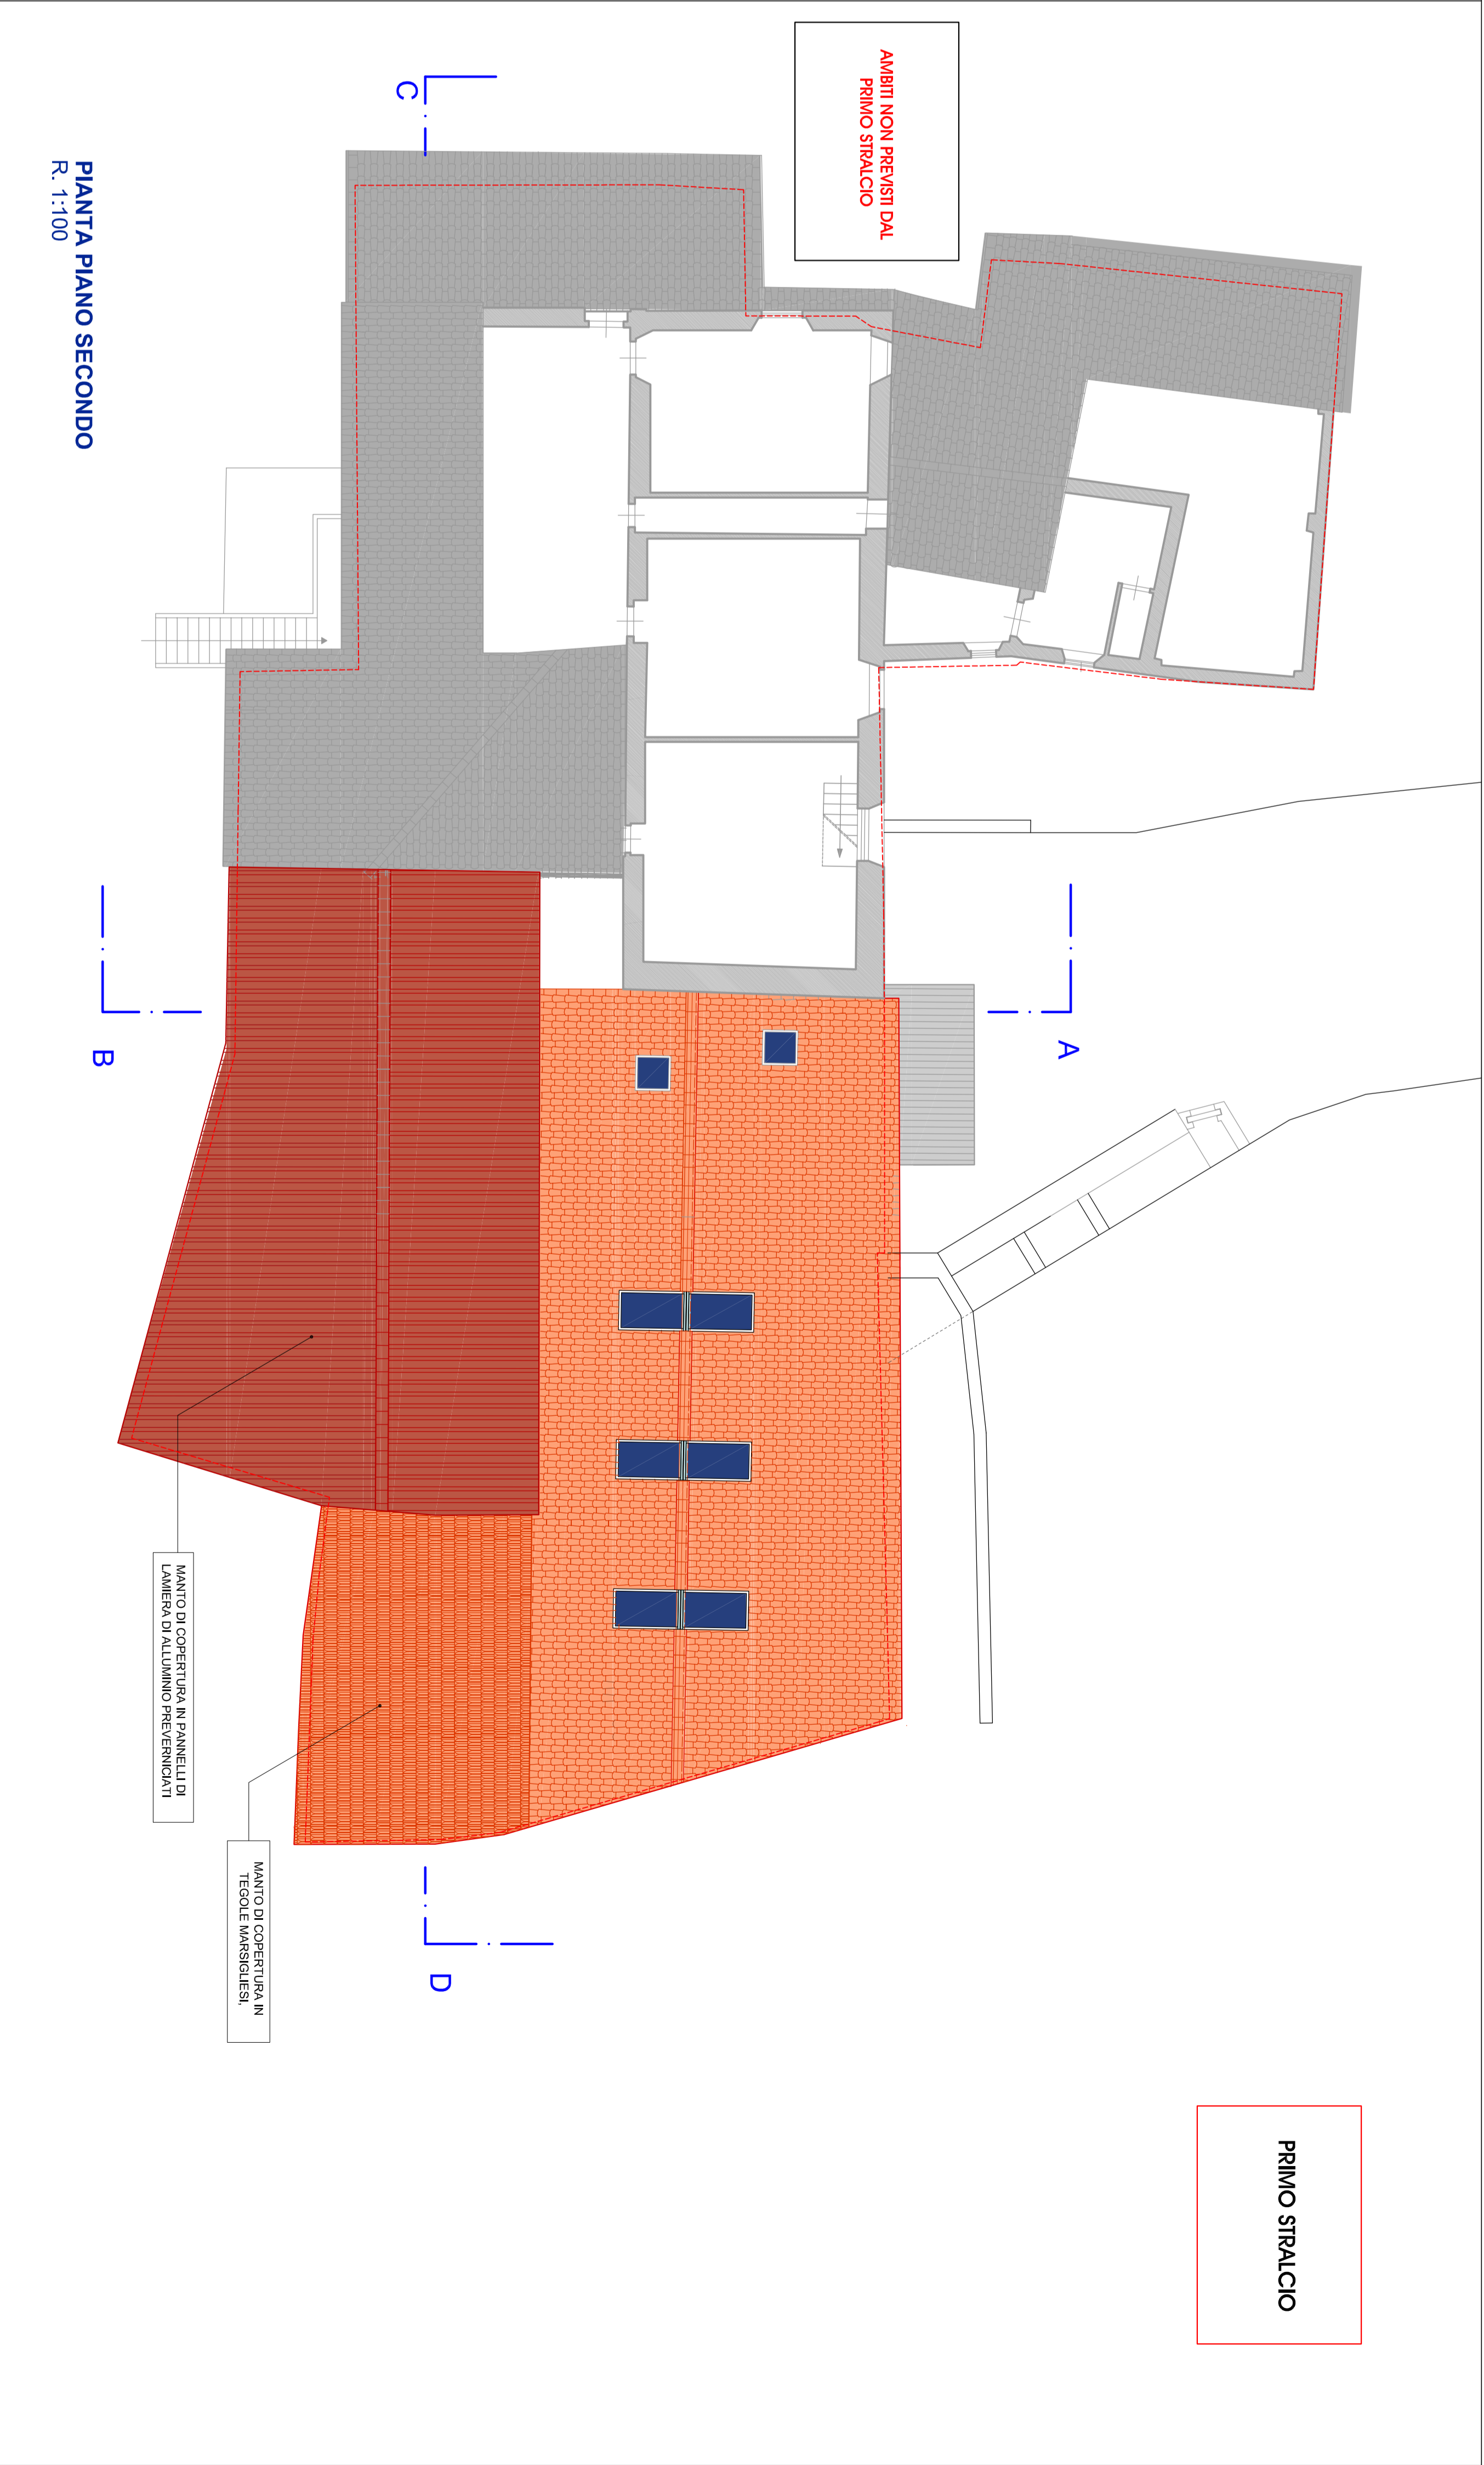 PRIMO STRALCIO
AMBITI NON PREVISTI DAL
PRIMO STRALCIO
A
C
D
B
MANTO DI COPERTURA IN
TEGOLE MARSIGLIESI,
MANTO DI COPERTURA IN PANNELLI DI
LAMIERA DI ALLUMINIO PREVERNICIATI
PIANTA PIANO SECONDO
R. 1:100